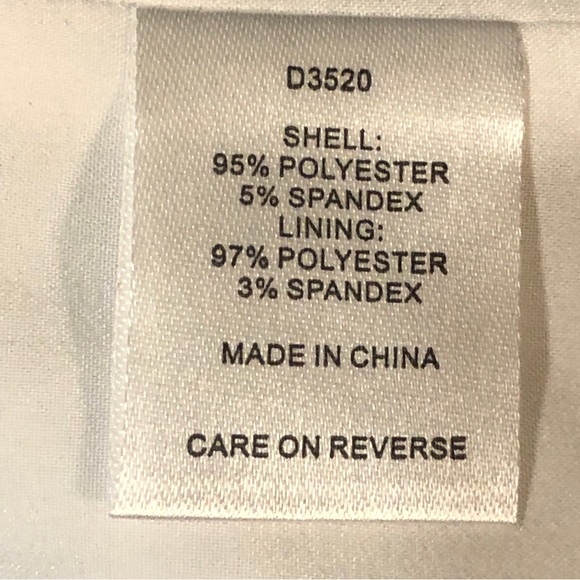 D3520
SHELL:
95% POLYESTER
5% SPANDEX
LINING:
97% POLYESTER
3% SPANDEX
MADE IN CHINA
CARE ON REVERSE